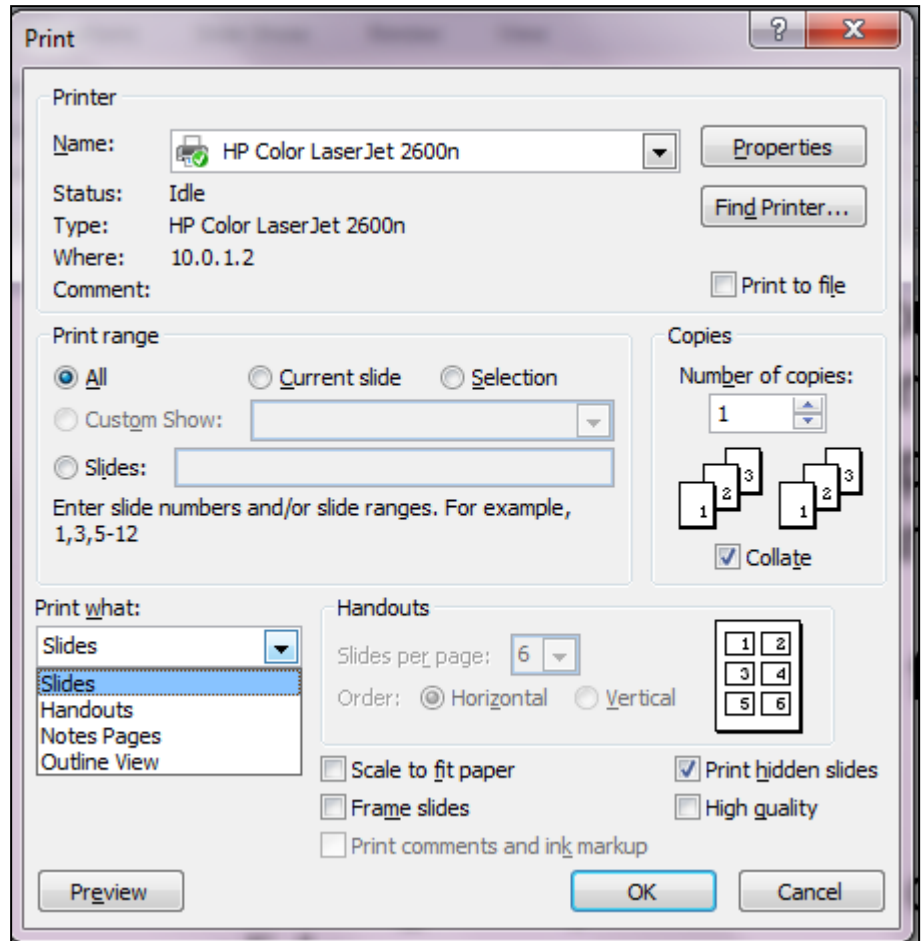 Print
Printer
Name: HP Color LaserJet 2600n Properties
Status: Idle
Find Printer...
Type: HP Color LaserJet 2600n
Where: 10.0.1.2
Comment: Print to file
Print range
All Current slide Selection
Custom Show:
Slides:
Enter slide numbers and/or slide ranges. For example,
1,3,5-12
Copies
Number of copies:
1
1 2 3 1 2 3
Collate
Print what:
Slides
Slides
Handouts
Notes Pages
Outline View
Handouts
Slides per page: 6
Order: Horizontal Vertical
1 2
3 4
5 6
Scale to fit paper Print hidden slides
Frame slides High quality
Print comments and ink markup
Preview OK Cancel